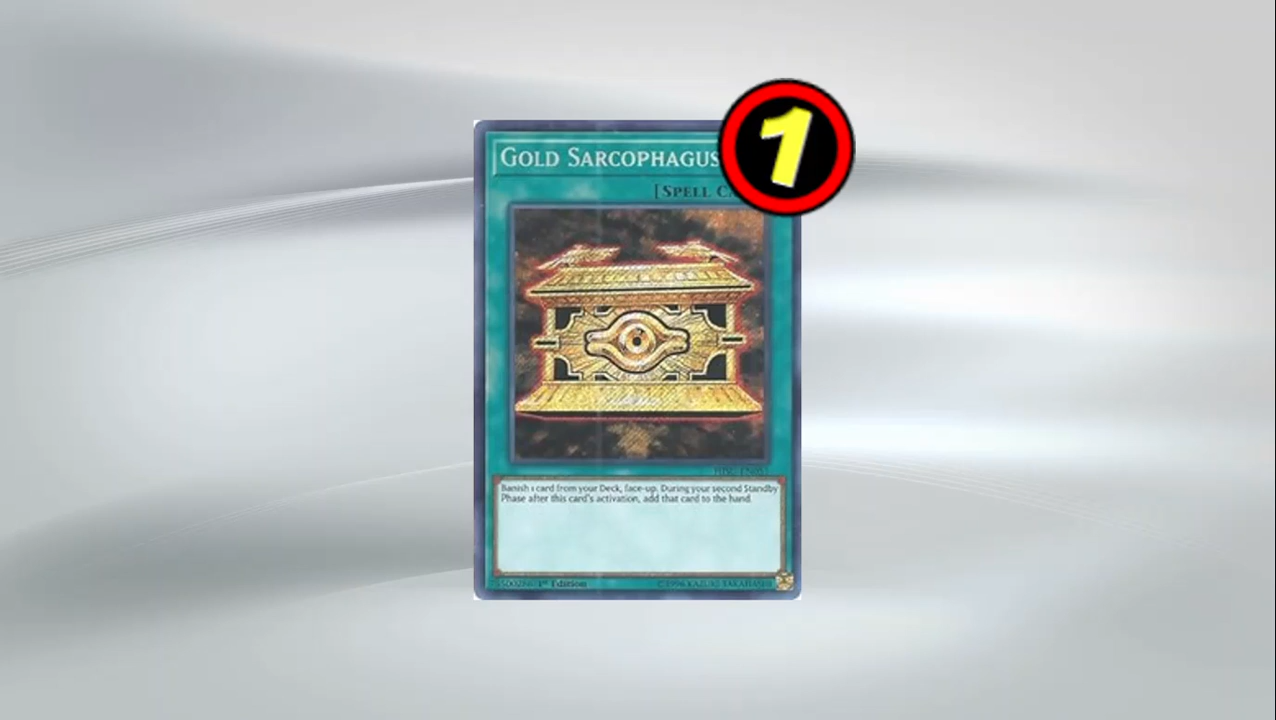 GOLD SARCOPHAGUS
1
[SPELL CA
Banish 1 card from your Deck, face-up. During your second Standby
Phase after this card's activation, add that card to the hand.
1st Edition
©1996 KAZUKI TAKAHASHI